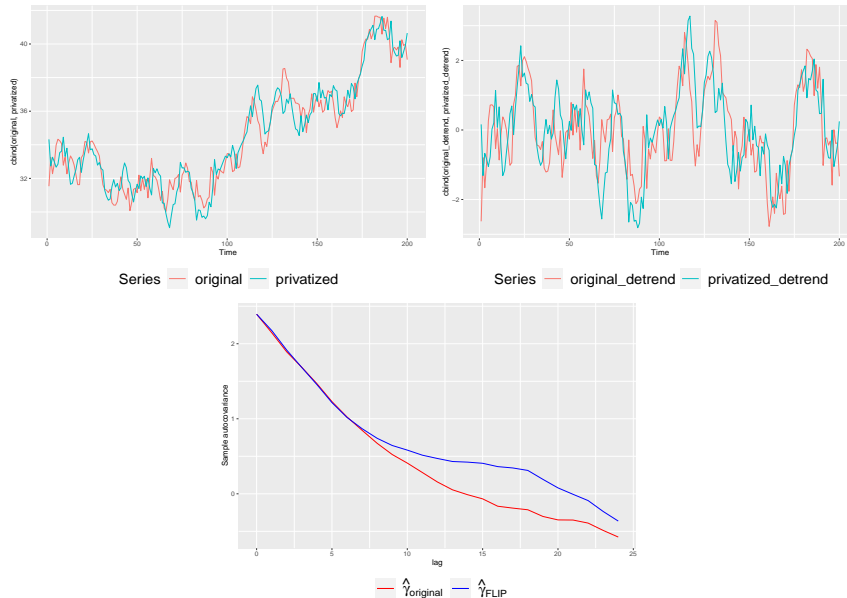 cbind(original, privatized)
40
36
32
0
50
100
150
200
Time
Series original privatized
cbind(original_detrend, privatized_detrend)
2
0
−2
0
50
100
150
200
Time
Series original_detrend privatized_detrend
Sample autocovariance
2
1
0
0
5
10
15
20
25
lag
γ̂original γ̂FLIP